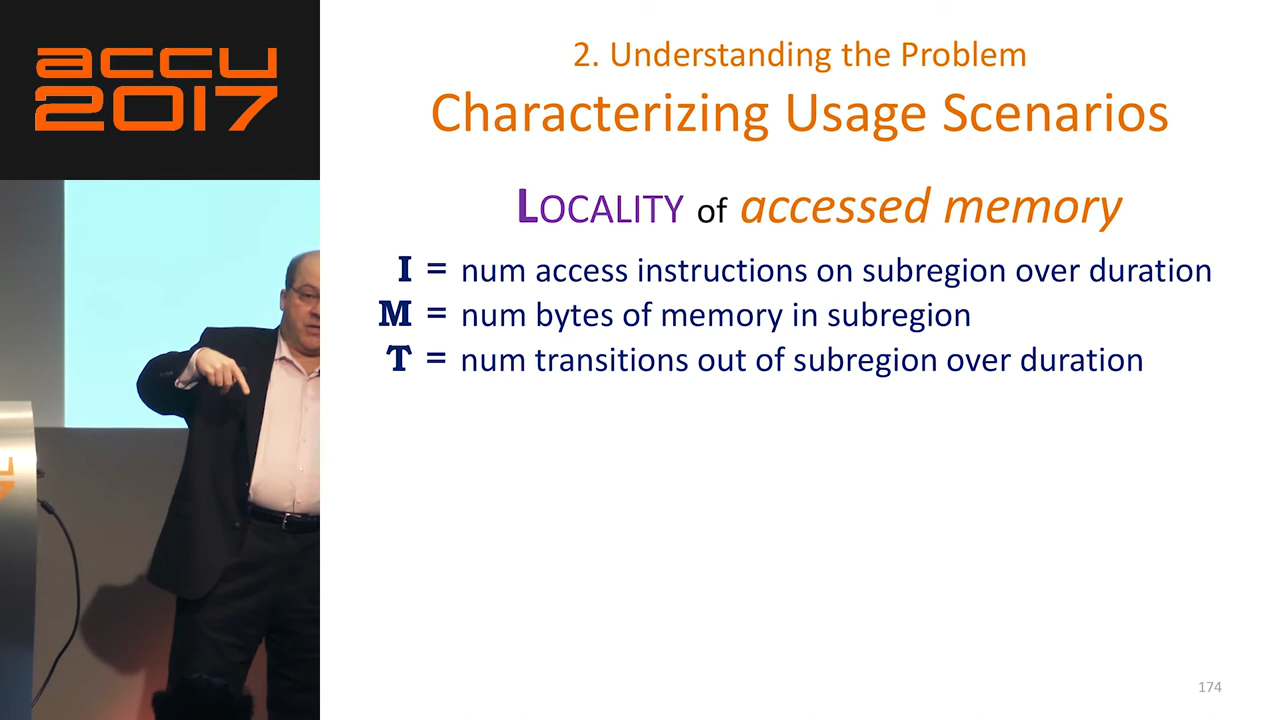 accu
2017
2. Understanding the Problem
Characterizing Usage Scenarios
LOCALITY of accessed memory
I = num access instructions on subregion over duration
M = num bytes of memory in subregion
T = num transitions out of subregion over duration
174